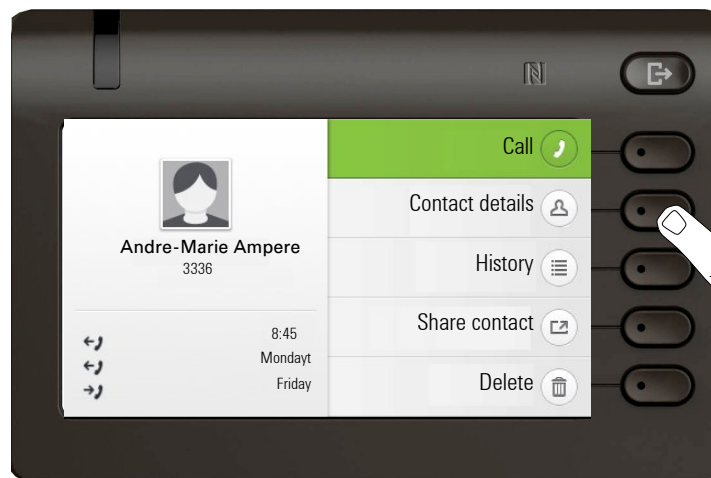 Call
Contact details
Andre-Marie Ampere
3336
History
Share contact
8:45
Mondayt
Friday
Delete